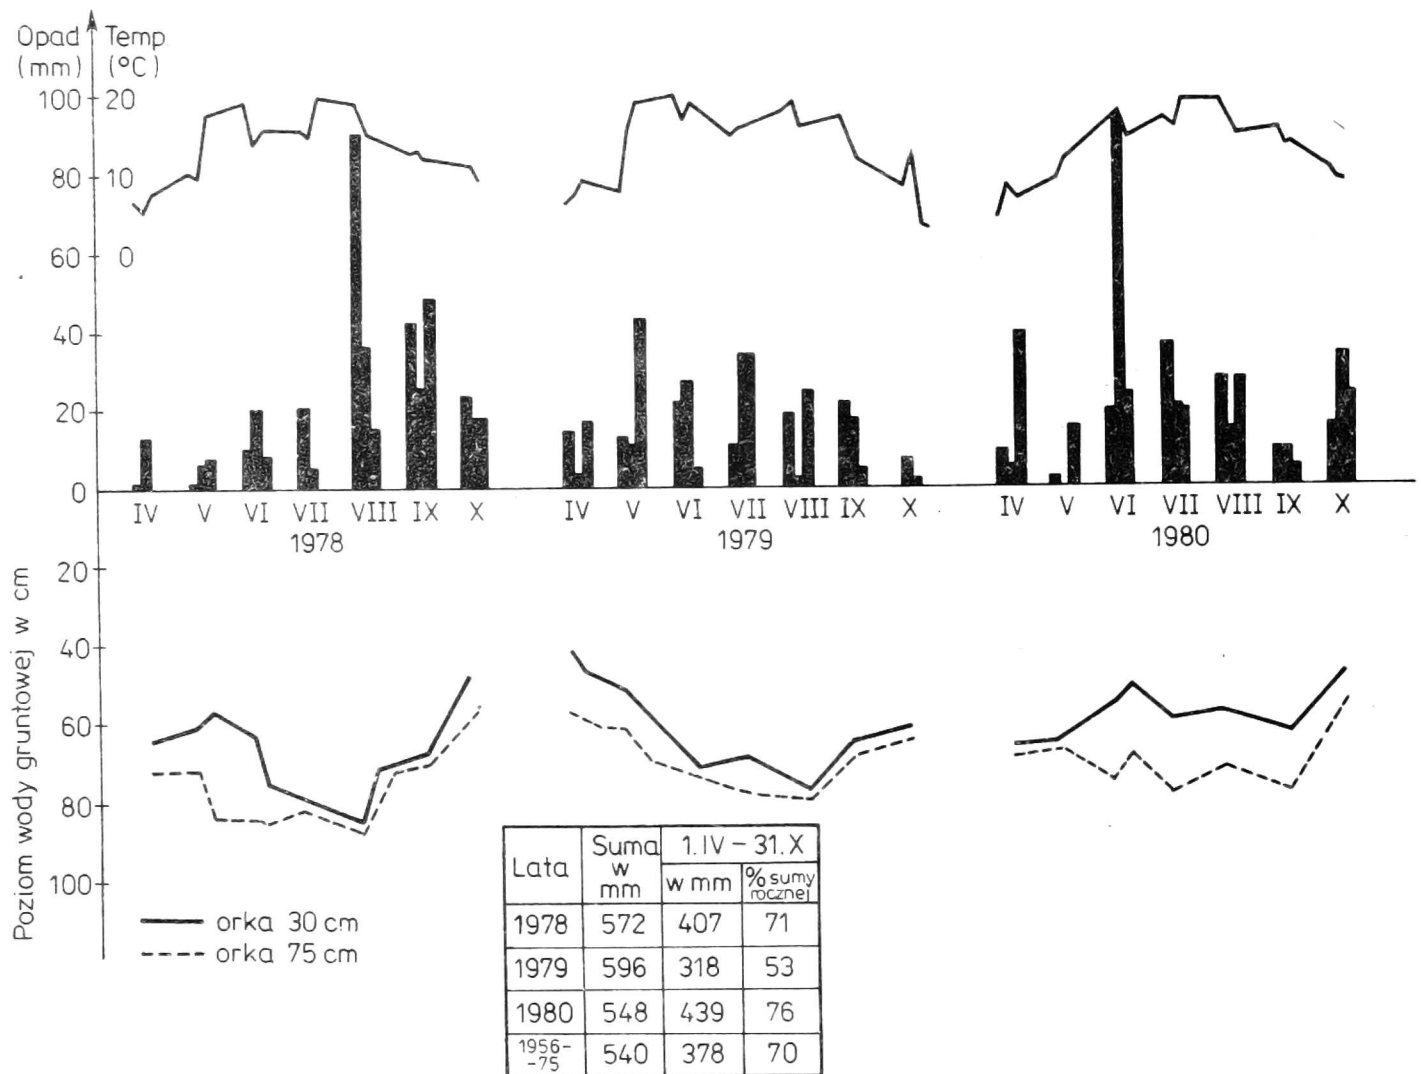 Opad Temp
(mm) (°C)
100 20
80 10
60 0
40
20
0
IV V VI VII VIII IX X IV V VI VII VIII IX X IV V VI VII VIII IX X
1978 1979 1980
Poziom wody gruntowej w cm
20
40
60
80
100
orka 30 cm
orka 75 cm
Lata Suma w mm 1.IV – 31.X
w mm % sumy rocznej
1978 572 407 71
1979 596 318 53
1980 548 439 76
1956-
-75 540 378 70